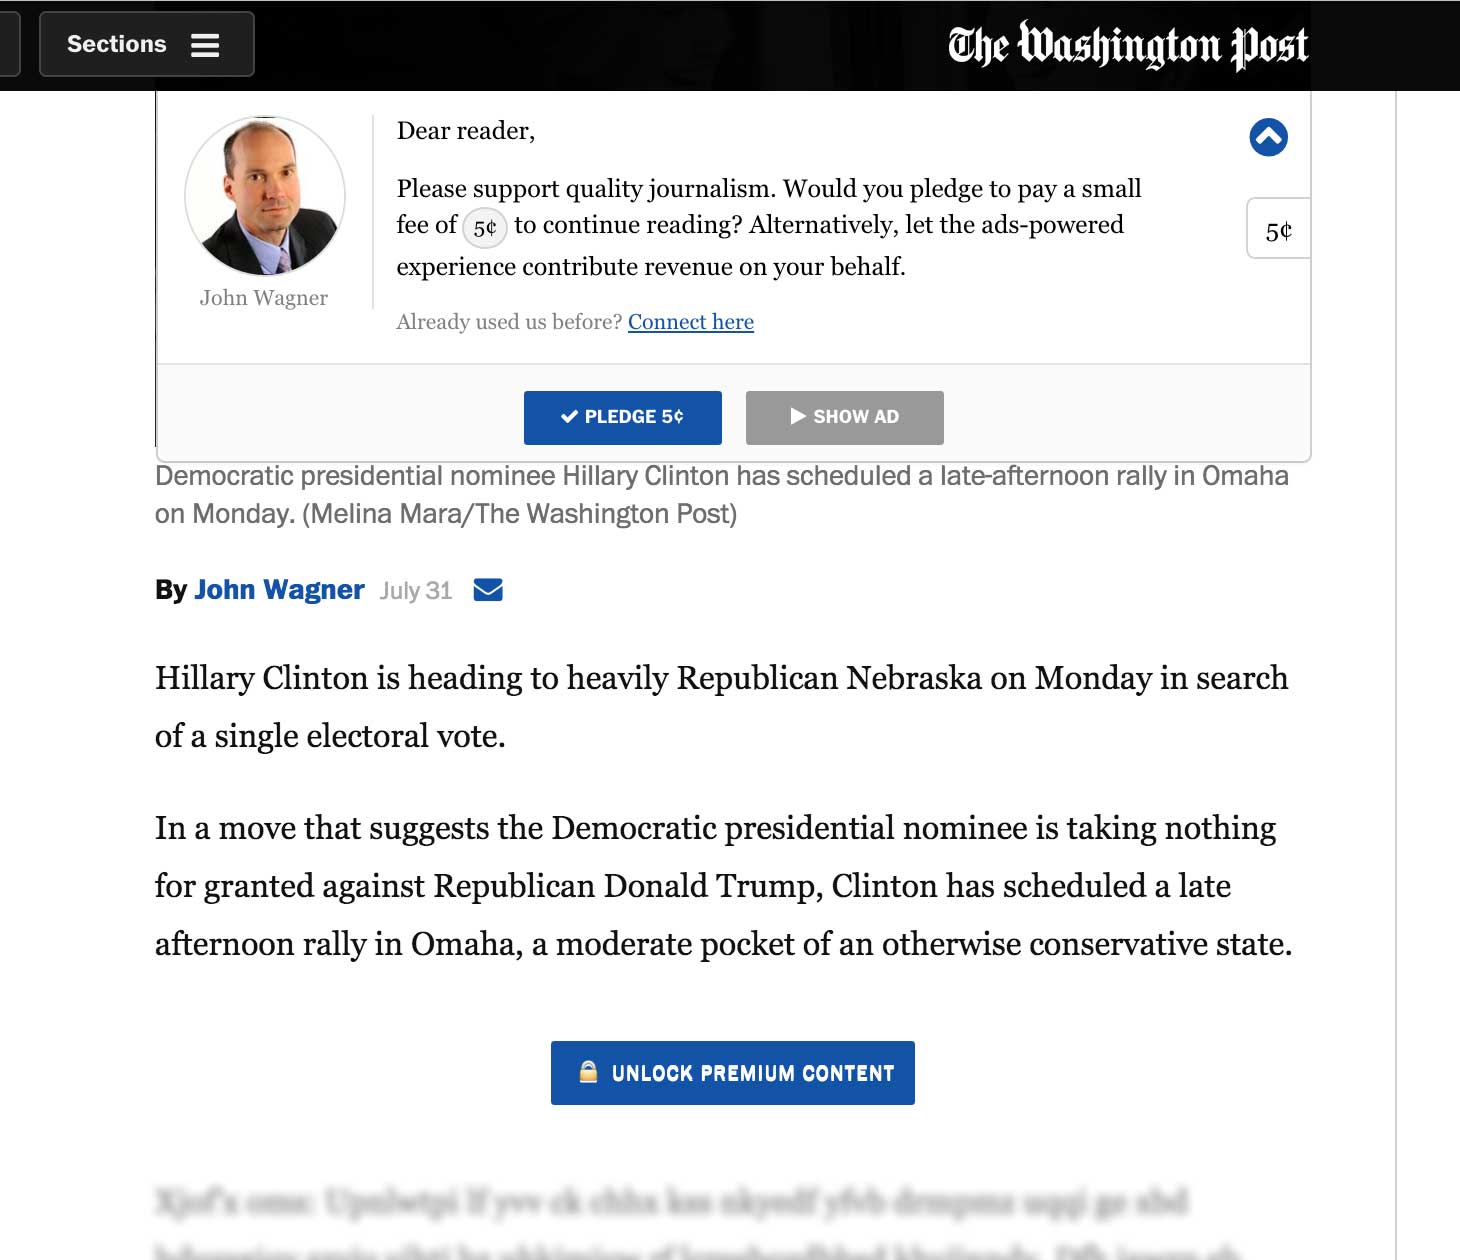 Sections
The Washington Post
Dear reader,
Please support quality journalism. Would you pledge to pay a small
fee of 5¢ to continue reading? Alternatively, let the ads-powered
experience contribute revenue on your behalf.
5¢
John Wagner
Already used us before? Connect here
PLEDGE 5¢
SHOW AD
Democratic presidential nominee Hillary Clinton has scheduled a late-afternoon rally in Omaha
on Monday. (Melina Mara/The Washington Post)
By John Wagner July 31
Hillary Clinton is heading to heavily Republican Nebraska on Monday in search
of a single electoral vote.
In a move that suggests the Democratic presidential nominee is taking nothing
for granted against Republican Donald Trump, Clinton has scheduled a late
afternoon rally in Omaha, a moderate pocket of an otherwise conservative state.
UNLOCK PREMIUM CONTENT